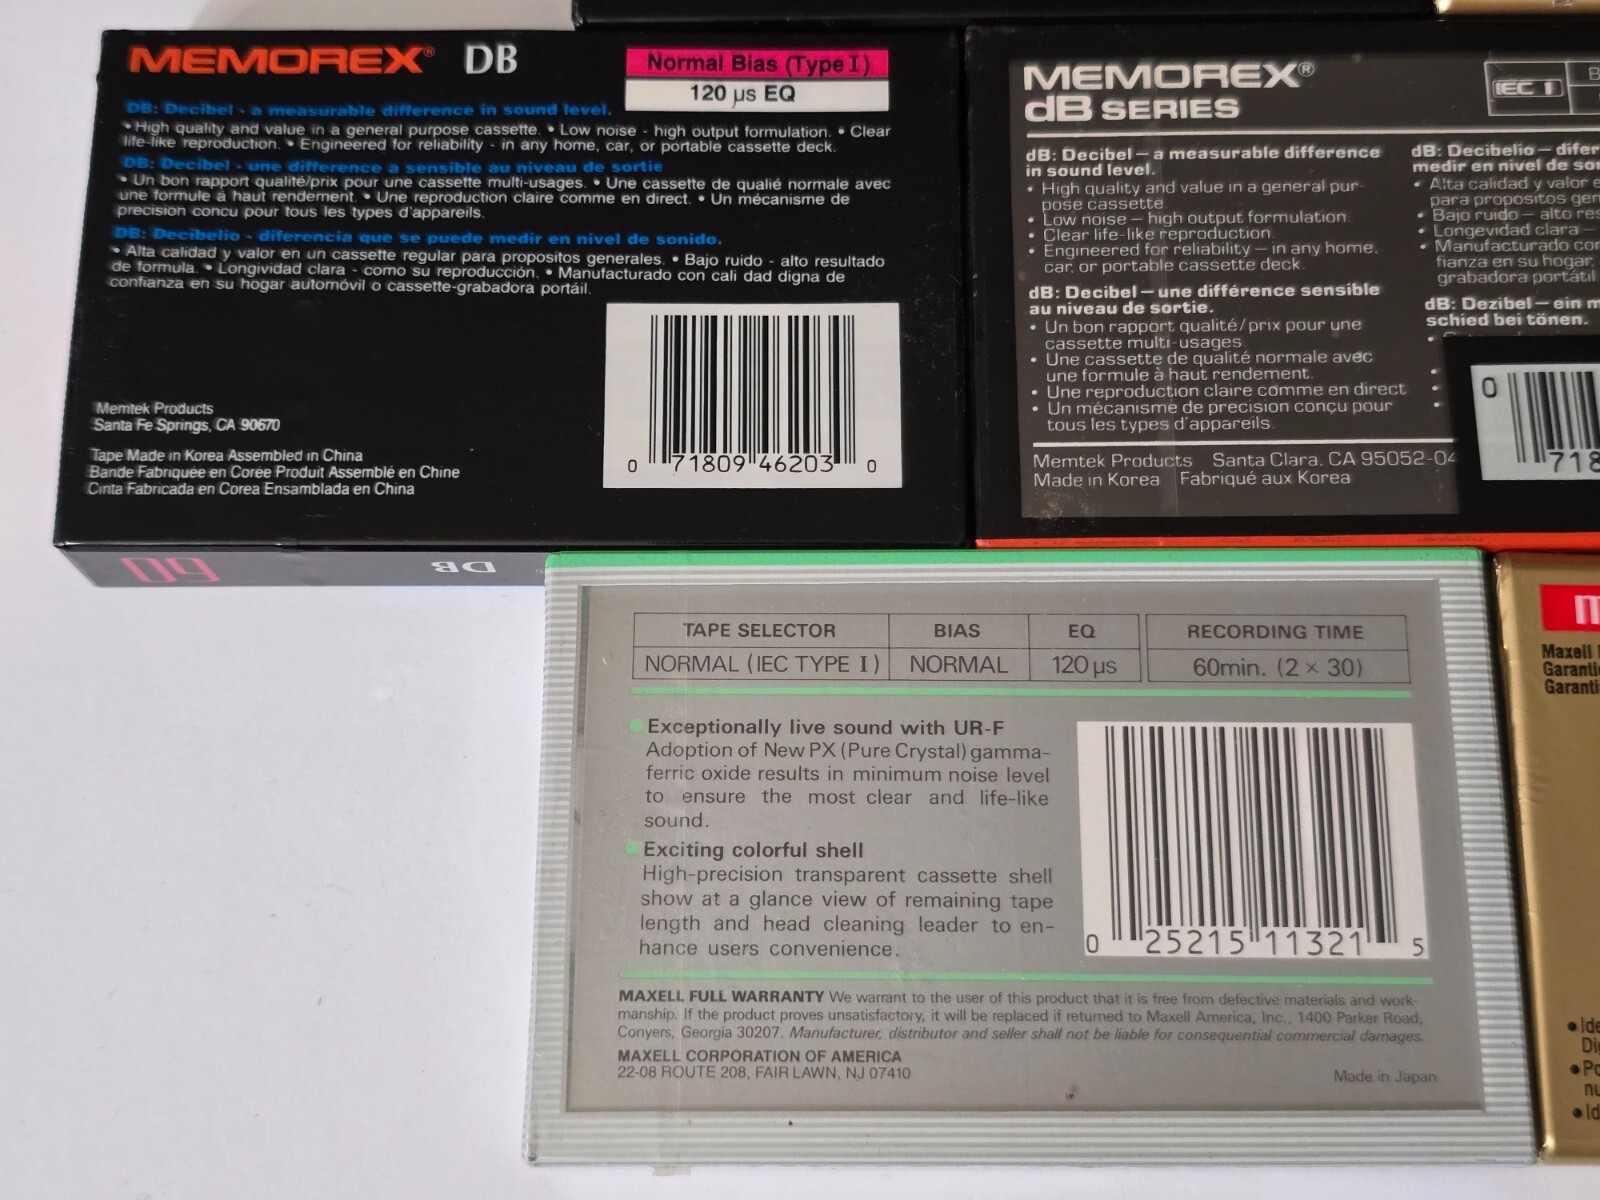 MEMOREX® DB
Normal Bias (Type I)
120 µs EQ
DB: Decibel - a measurable difference in sound level.
• High quality and value in a general purpose cassette. • Low noise - high output formulation. • Clear
life-like reproduction. • Engineered for reliability - in any home, car, or portable cassette deck.
DB: Decibel - une difference a sensible au niveau de sortie
• Un bon rapport qualité/prix pour une cassette multi-usages. • Une cassette de qualié normale avec
une formule à haut rendement. • Une reproduction claire comme en direct. • Un mécanisme de
precision concu pour tous les types d'appareils.
DB: Decibelio - diferencia que se puede medir en nivel de sonido.
• Alta calidad y valor en un cassette regular para propositos generales. • Bajo ruido - alto resultado
de formula. • Longividad clara - como su reproducción. • Manufacturado con cali dad digna de
confianza en su hogar automóvil o cassette-grabadora portáil.
0 71809 46203 0
Memtek Products
Santa Fe Springs, CA 90670
Tape Made in Korea Assembled in China
Bande Fabriquée en Corée Produit Assemblé en Chine
Cinta Fabricada en Corea Ensamblada en China
60 DB
MEMOREX®
dB SERIES
IEC I
dB: Decibel – a measurable difference
in sound level.
• High quality and value in a general pur-
pose cassette.
• Low noise – high output formulation.
• Clear life-like reproduction.
• Engineered for reliability – in any home,
car, or portable cassette deck.
dB: Decibel – une différence sensible
au niveau de sortie.
• Un bon rapport qualité/prix pour une
cassette multi-usages.
• Une cassette de qualité normale avec
une formule à haut rendement.
• Une reproduction claire comme en direct
• Un mécanisme de precision conçu pour
tous les types d'appareils.
dB: Decibelio – difer
medir en nivel de so
• Alta calidad y valor e
para propositos gen
• Bajo ruido – alto res
• Longevidad clara –
• Manufacturado con
fianza en su hogar,
grabadora portátil
dB: Dezibel – ein m
schied bei tönen.
0 718
Memtek Products Santa Clara, CA 95052-04
Made in Korea Fabriqué aux Korea
TAPE SELECTOR BIAS EQ RECORDING TIME
NORMAL (IEC TYPE I) NORMAL 120 µs 60min. (2 × 30)
Exceptionally live sound with UR-F
Adoption of New PX (Pure Crystal) gamma-
ferric oxide results in minimum noise level
to ensure the most clear and life-like
sound.
Exciting colorful shell
High-precision transparent cassette shell
show at a glance view of remaining tape
length and head cleaning leader to en-
hance users convenience.
0 25215 11321 5
MAXELL FULL WARRANTY We warrant to the user of this product that it is free from defective materials and work-
manship. If the product proves unsatisfactory, it will be replaced if returned to Maxell America, Inc., 1400 Parker Road,
Conyers, Georgia 30207. Manufacturer, distributor and seller shall not be liable for consequential commercial damages.
MAXELL CORPORATION OF AMERICA
22-08 ROUTE 208, FAIR LAWN, NJ 07410
Made in Japan
m
Maxell
Garanti
Garanti
• Ide
Di
• Po
nu
• Id